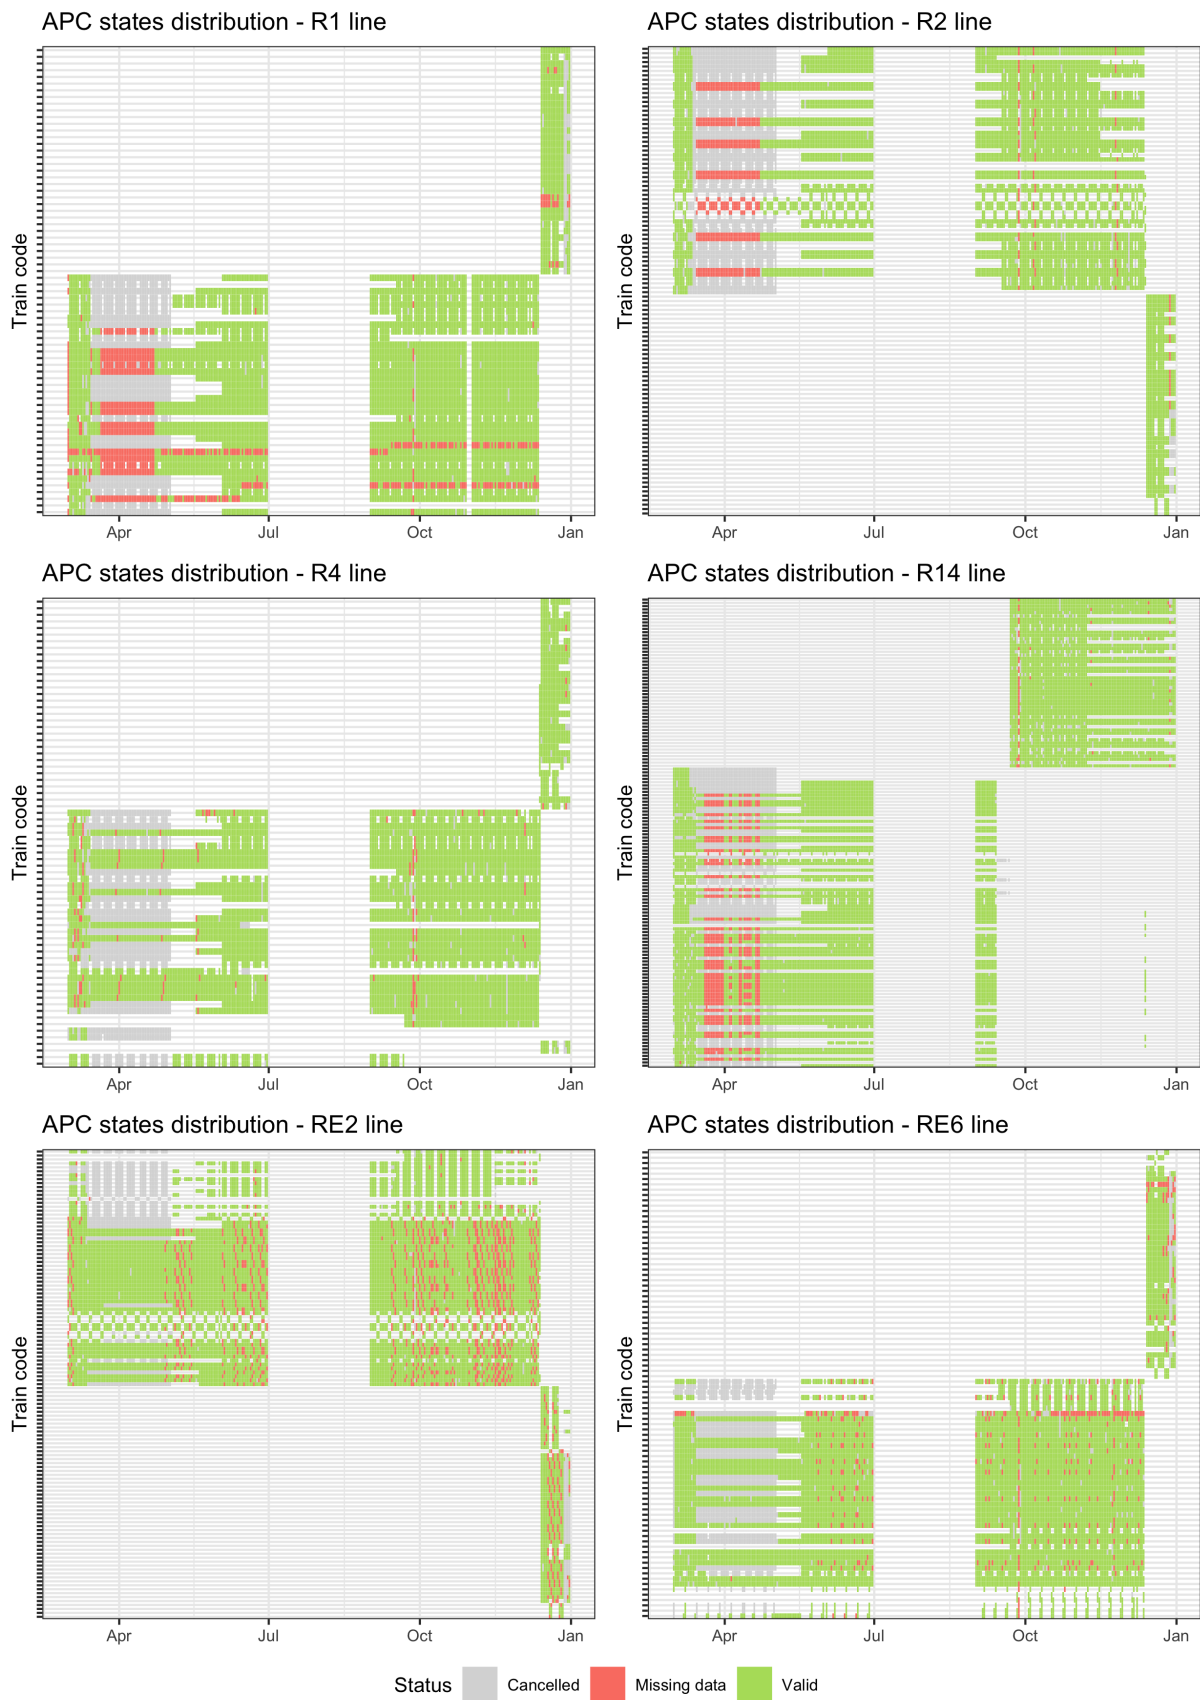 APC states distribution - R1 line
APC states distribution - R2 line
Train code
Train code
Apr Jul Oct Jan
Apr Jul Oct Jan
APC states distribution - R4 line
APC states distribution - R14 line
Train code
Train code
Apr Jul Oct Jan
Apr Jul Oct Jan
APC states distribution - RE2 line
APC states distribution - RE6 line
Train code
Train code
Apr Jul Oct Jan
Apr Jul Oct Jan
Status Cancelled Missing data Valid